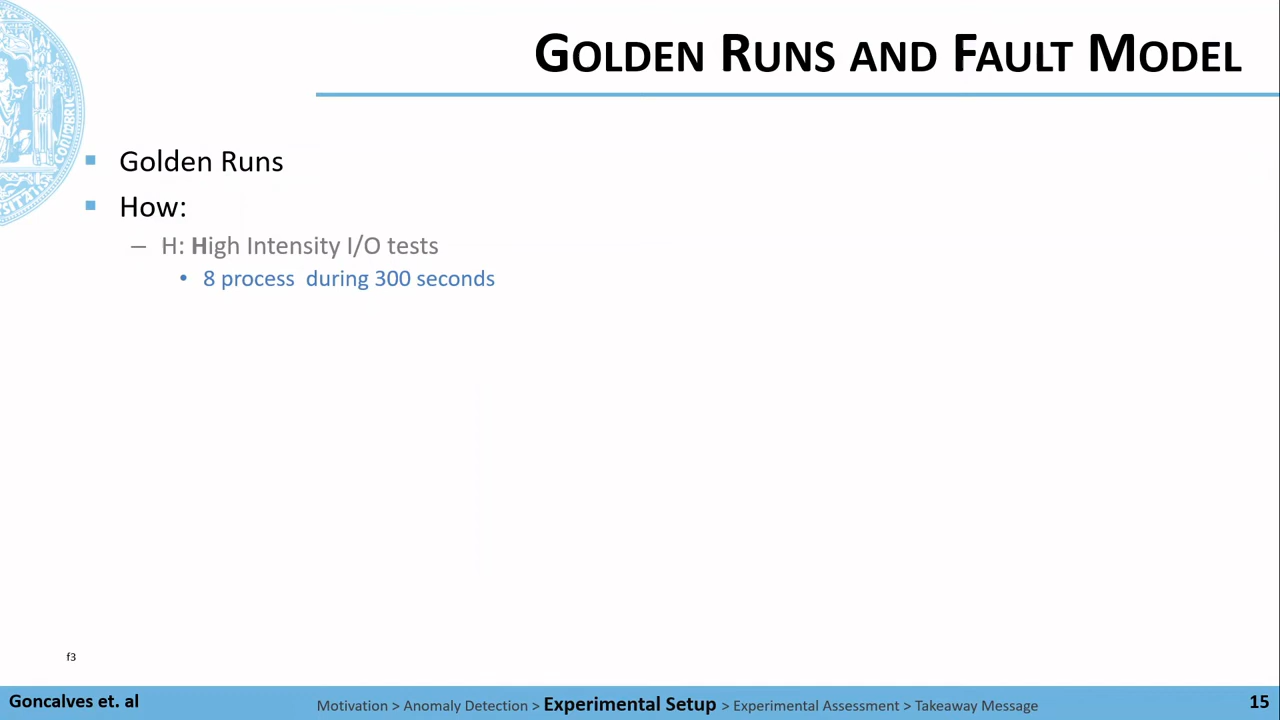 GOLDEN RUNS AND FAULT MODEL
▪ Golden Runs
▪ How:
– H: High Intensity I/O tests
• 8 process during 300 seconds
f3
Goncalves et. al
Motivation > Anomaly Detection > Experimental Setup > Experimental Assessment > Takeaway Message
15